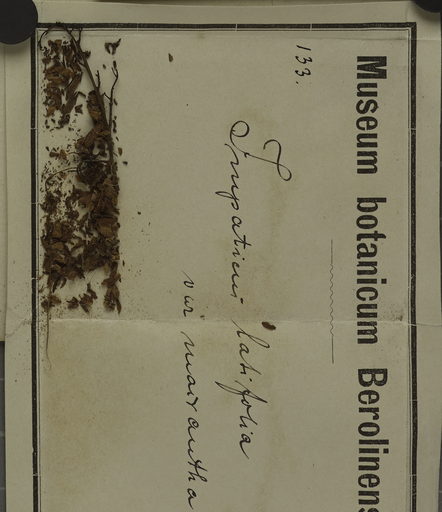 Museum botanicum Berolinens
133.
Impatiens latifolia
var macrantha